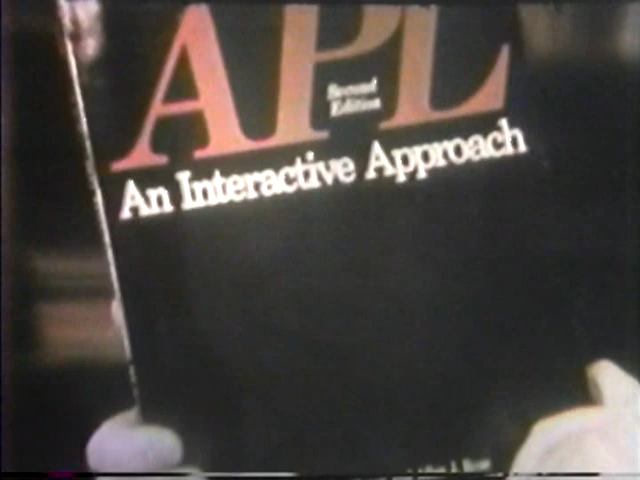 APL
Second
Edition
An Interactive Approach